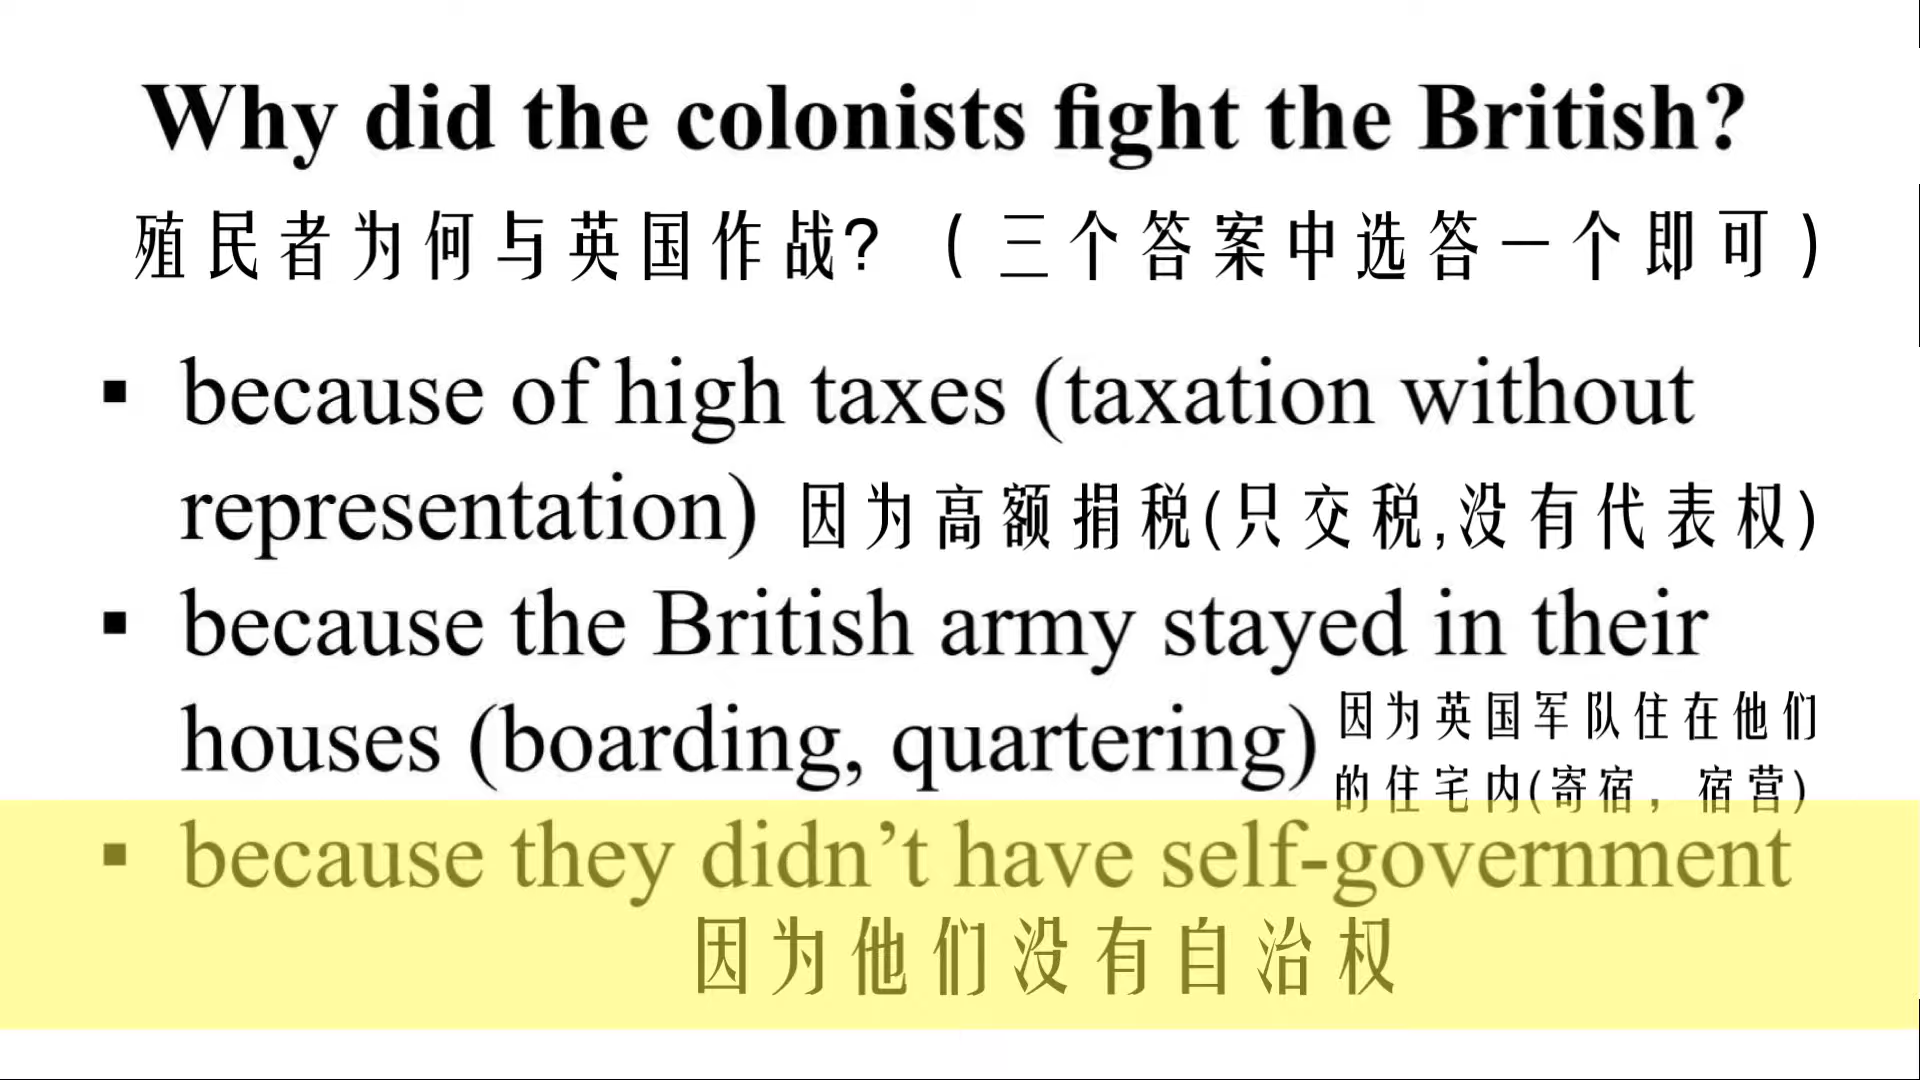 Why did the colonists fight the British?
殖民者为何与英国作战?（三个答案中选答一个即可）
▪ because of high taxes (taxation without
representation) 因为高额捐税(只交税,没有代表权)
▪ because the British army stayed in their
houses (boarding, quartering) 因为英国军队住在他们
的住宅内(寄宿，宿营)
▪ because they didn’t have self-government
因为他们没有自治权